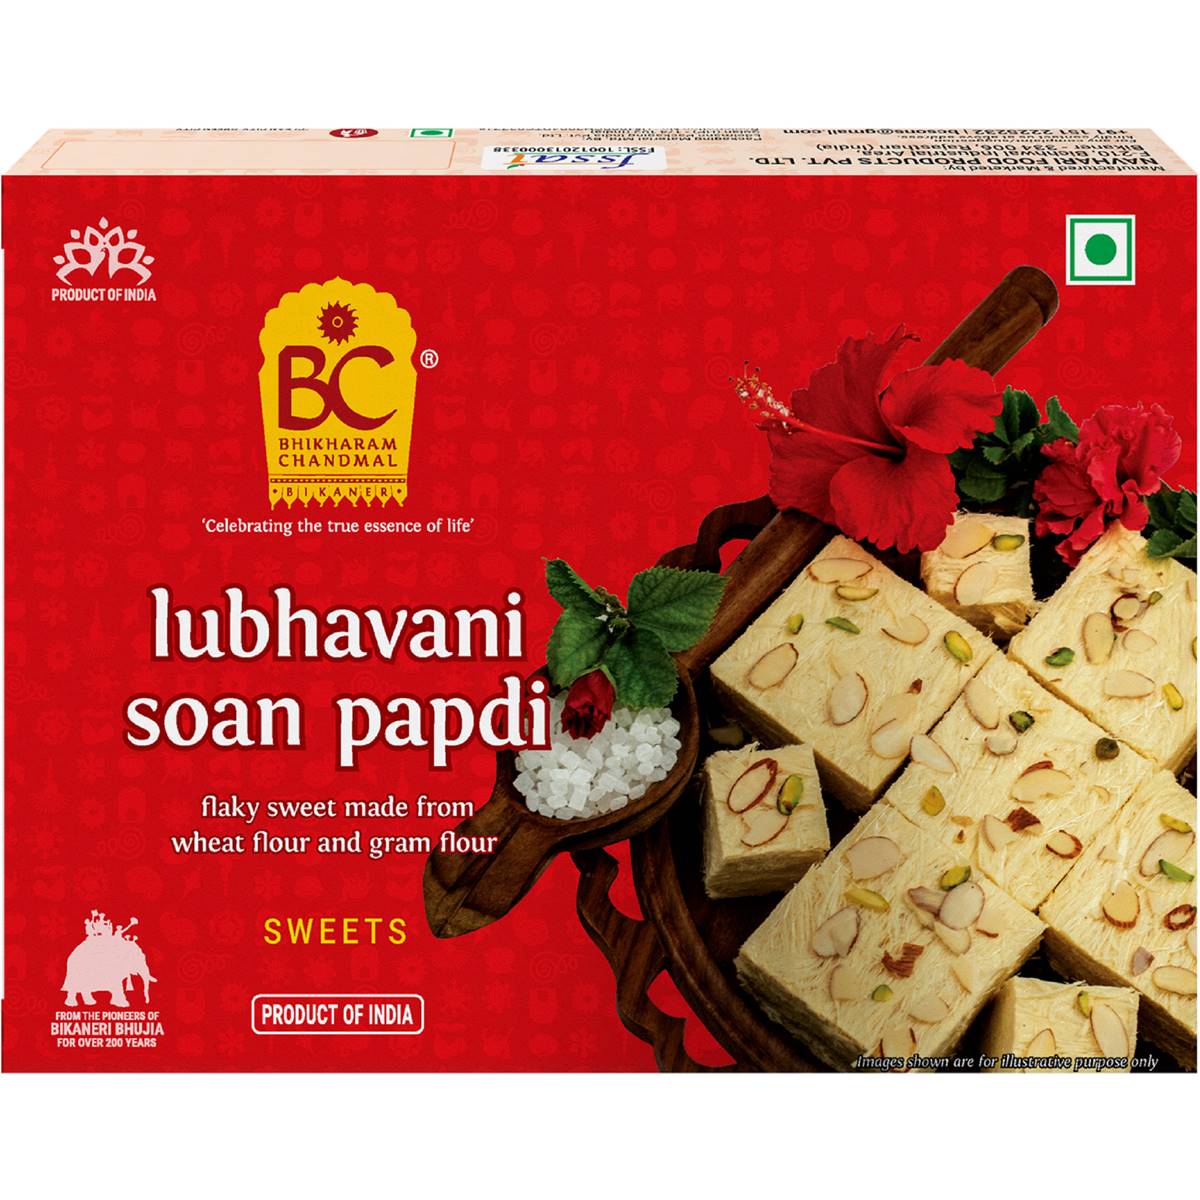 Manufactured & Marketed by:
NAVHARI FOOD PRODUCTS PVT. LTD.
fssai
PRODUCT OF INDIA
BC®
BHIKHARAM
CHANDMAL
BIKANER
‘Celebrating the true essence of life’
lubhavani
soan papdi
flaky sweet made from
wheat flour and gram flour
SWEETS
PRODUCT OF INDIA
FROM THE PIONEERS OF
BIKANERI BHUJIA
FOR OVER 200 YEARS
Images shown are for illustrative purpose only